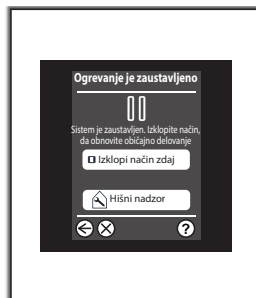 Ogrevanje je zaustavljeno
Sistem je zaustavljen. Izklopite način,
da obnovite običajno delovanje
Izklopi način zdaj
Hišni nadzor
?